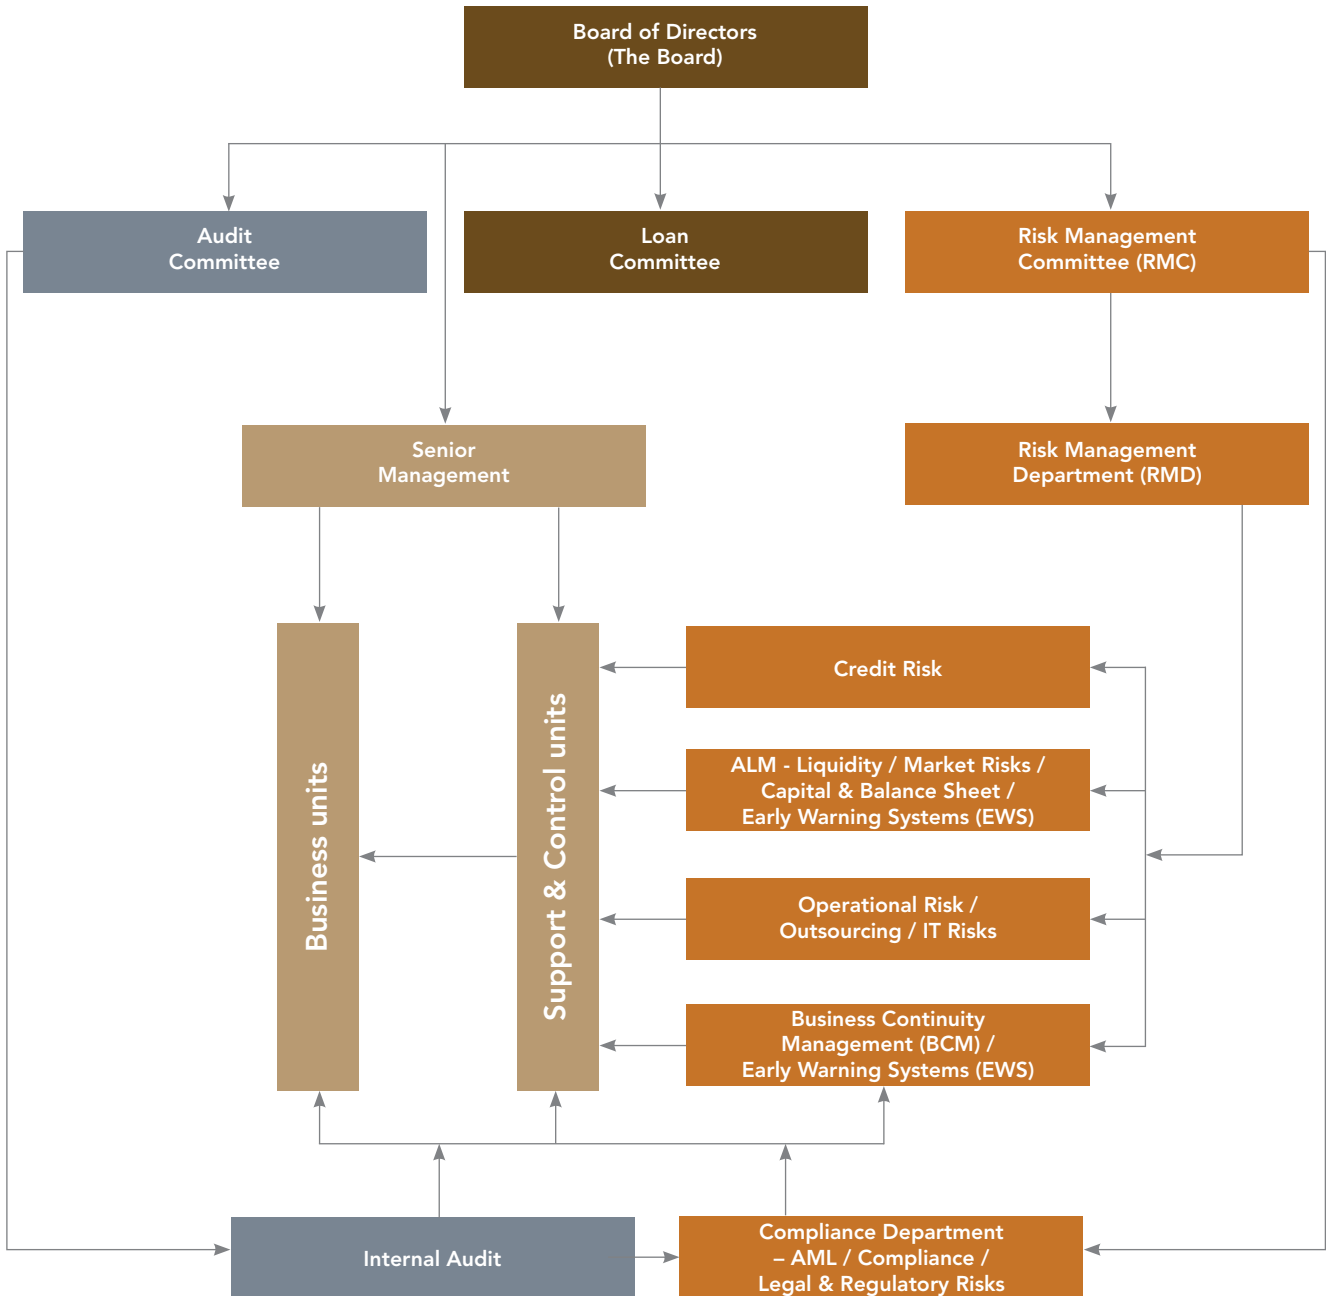 Board of Directors
(The Board)
Audit
Committee
Loan
Committee
Risk Management
Committee (RMC)
Senior
Management
Risk Management
Department (RMD)
Business units
Support & Control units
Credit Risk
ALM - Liquidity / Market Risks /
Capital & Balance Sheet /
Early Warning Systems (EWS)
Operational Risk /
Outsourcing / IT Risks
Business Continuity
Management (BCM) /
Early Warning Systems (EWS)
Internal Audit
Compliance Department
– AML / Compliance /
Legal & Regulatory Risks